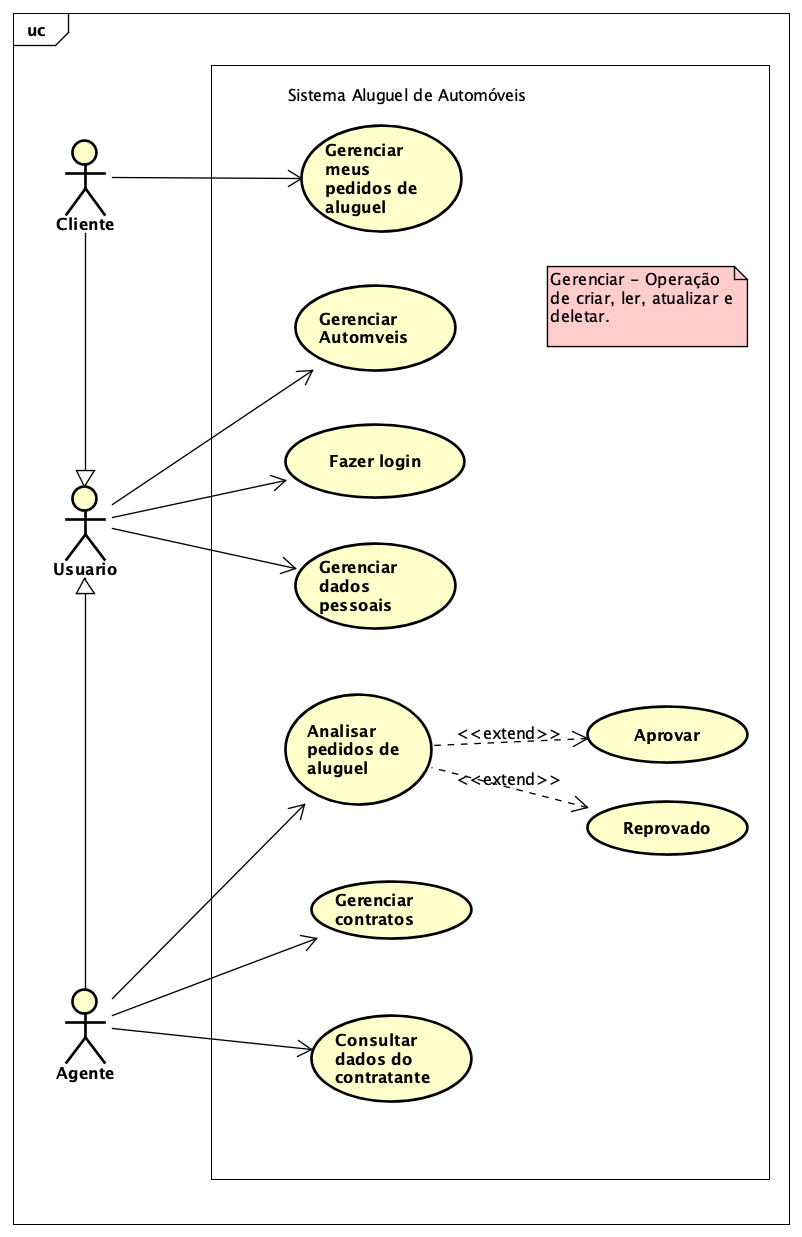 uc
Sistema Aluguel de Automóveis
Gerenciar
meus
pedidos de
aluguel
Cliente
Gerenciar - Operação
de criar, ler, atualizar e
deletar.
Gerenciar
Automveis
Fazer login
Usuario
Gerenciar
dados
pessoais
Analisar
pedidos de
aluguel
<<extend>>
Aprovar
<<extend>>
Reprovado
Gerenciar
contratos
Agente
Consultar
dados do
contratante